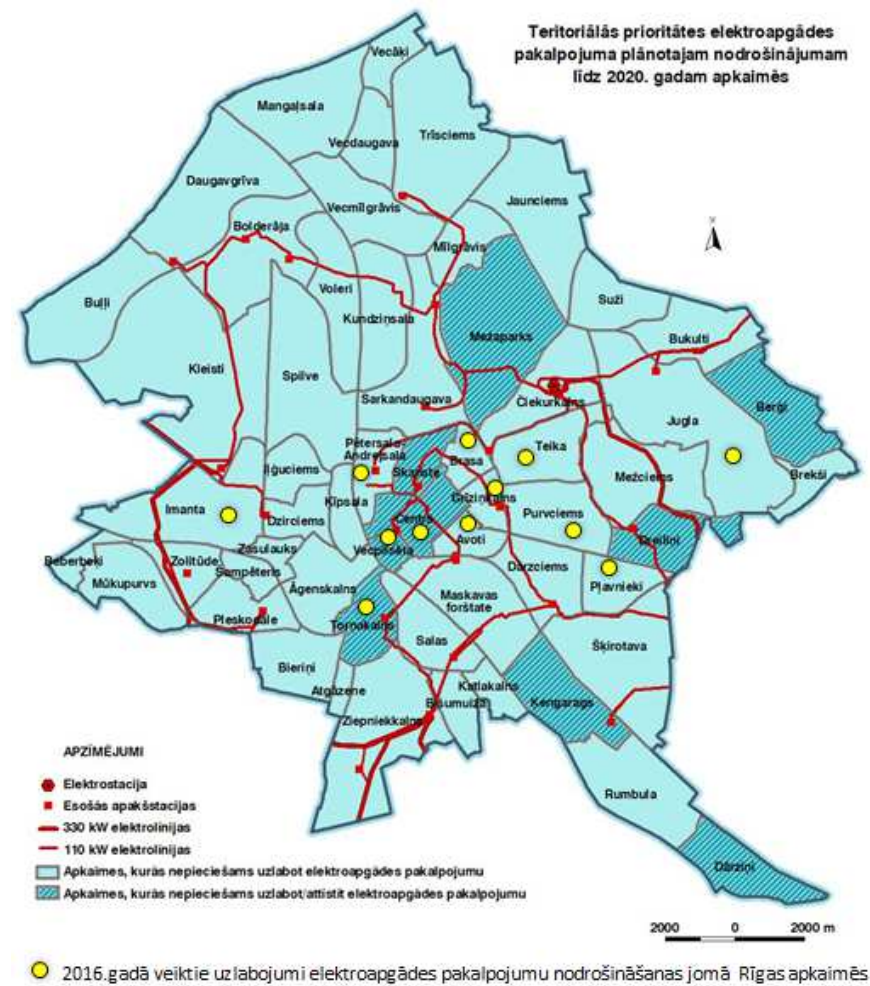 Teritoriālās prioritātes elektroapgādes
pakalpojuma plānotajam nodrošinājumam
līdz 2020. gadam apkaimēs
Vecāķi
Mangaļsala
Vecdaugava
Trīsciems
Daugavgrīva
Vecmīlgrāvis
Jaunciems
Bolderāja
Mīlgrāvis
Buļļi
Voleri
Suži
Kundziņsala
Mežaparks
Bukulti
Kleisti
Spilve
Sarkandaugava
Čiekurkalns
Berģi
Jugla
Pētersala-
Andrejsala
Brasa
Teika
Skanste
Iļģuciems
Mežciems
Brekši
Ķīpsala
Grīziņkalns
Imanta
Dzirciems
Centrs
Purvciems
Dreiliņi
Vecpilsēta
Avoti
Zasulauks
Beberbeķi
Zolitūde
Sampēteris
Dārzciems
Pļavnieki
Mūkupurvs
Āgenskalns
Maskavas
forštate
Pleskodāle
Torņakalns
Salas
Šķirotava
Bieriņi
Atgāzene
Katlakalns
Ķengarags
Ziepniekkalns
Bišumuiža
Rumbula
Dārziņi
APZĪMĒJUMI
Elektrostacija
Esošās apakšstacijas
330 kW elektrolīnijas
110 kW elektrolīnijas
Apkaimes, kurās nepieciešams uzlabot elektroapgādes pakalpojumu
Apkaimes, kurās nepieciešams uzlabot/attīstīt elektroapgādes pakalpojumu
2000 0 2000 m
2016.gadā veiktie uzlabojumi elektroapgādes pakalpojumu nodrošināšanas jomā Rīgas apkaimēs